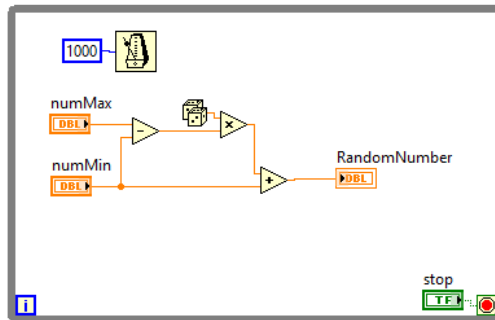 1000
numMax
DBL
numMin
DBL
RandomNumber
DBL
stop
TF
i